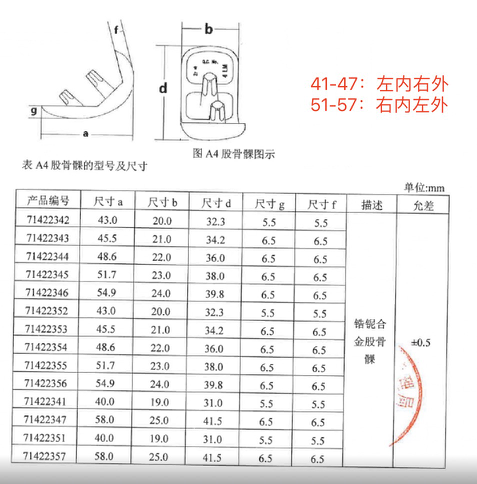 f
b
d
g
a
41-47：左内右外
51-57：右内左外
图 A4 股骨髁图示
表 A4 股骨髁的型号及尺寸
单位:mm
产品编号 尺寸 a 尺寸 b 尺寸 d 尺寸 g 尺寸 f 描述 允差
71422342 43.0 20.0 32.3 5.5 5.5
71422343 45.5 21.0 34.2 6.5 6.5
71422344 48.6 22.0 36.0 6.5 6.5
71422345 51.7 23.0 38.0 6.5 6.5
71422346 54.9 24.0 39.8 6.5 6.5
71422352 43.0 20.0 32.3 5.5 5.5
71422353 45.5 21.0 34.2 6.5 6.5
71422354 48.6 22.0 36.0 6.5 6.5
71422355 51.7 23.0 38.0 6.5 6.5
71422356 54.9 24.0 39.8 6.5 6.5
71422341 40.0 19.0 31.0 5.5 5.5
71422347 58.0 25.0 41.5 6.5 6.5
71422351 40.0 19.0 31.0 5.5 5.5
71422357 58.0 25.0 41.5 6.5 6.5
锆铌合
金股骨
髁
±0.5
局